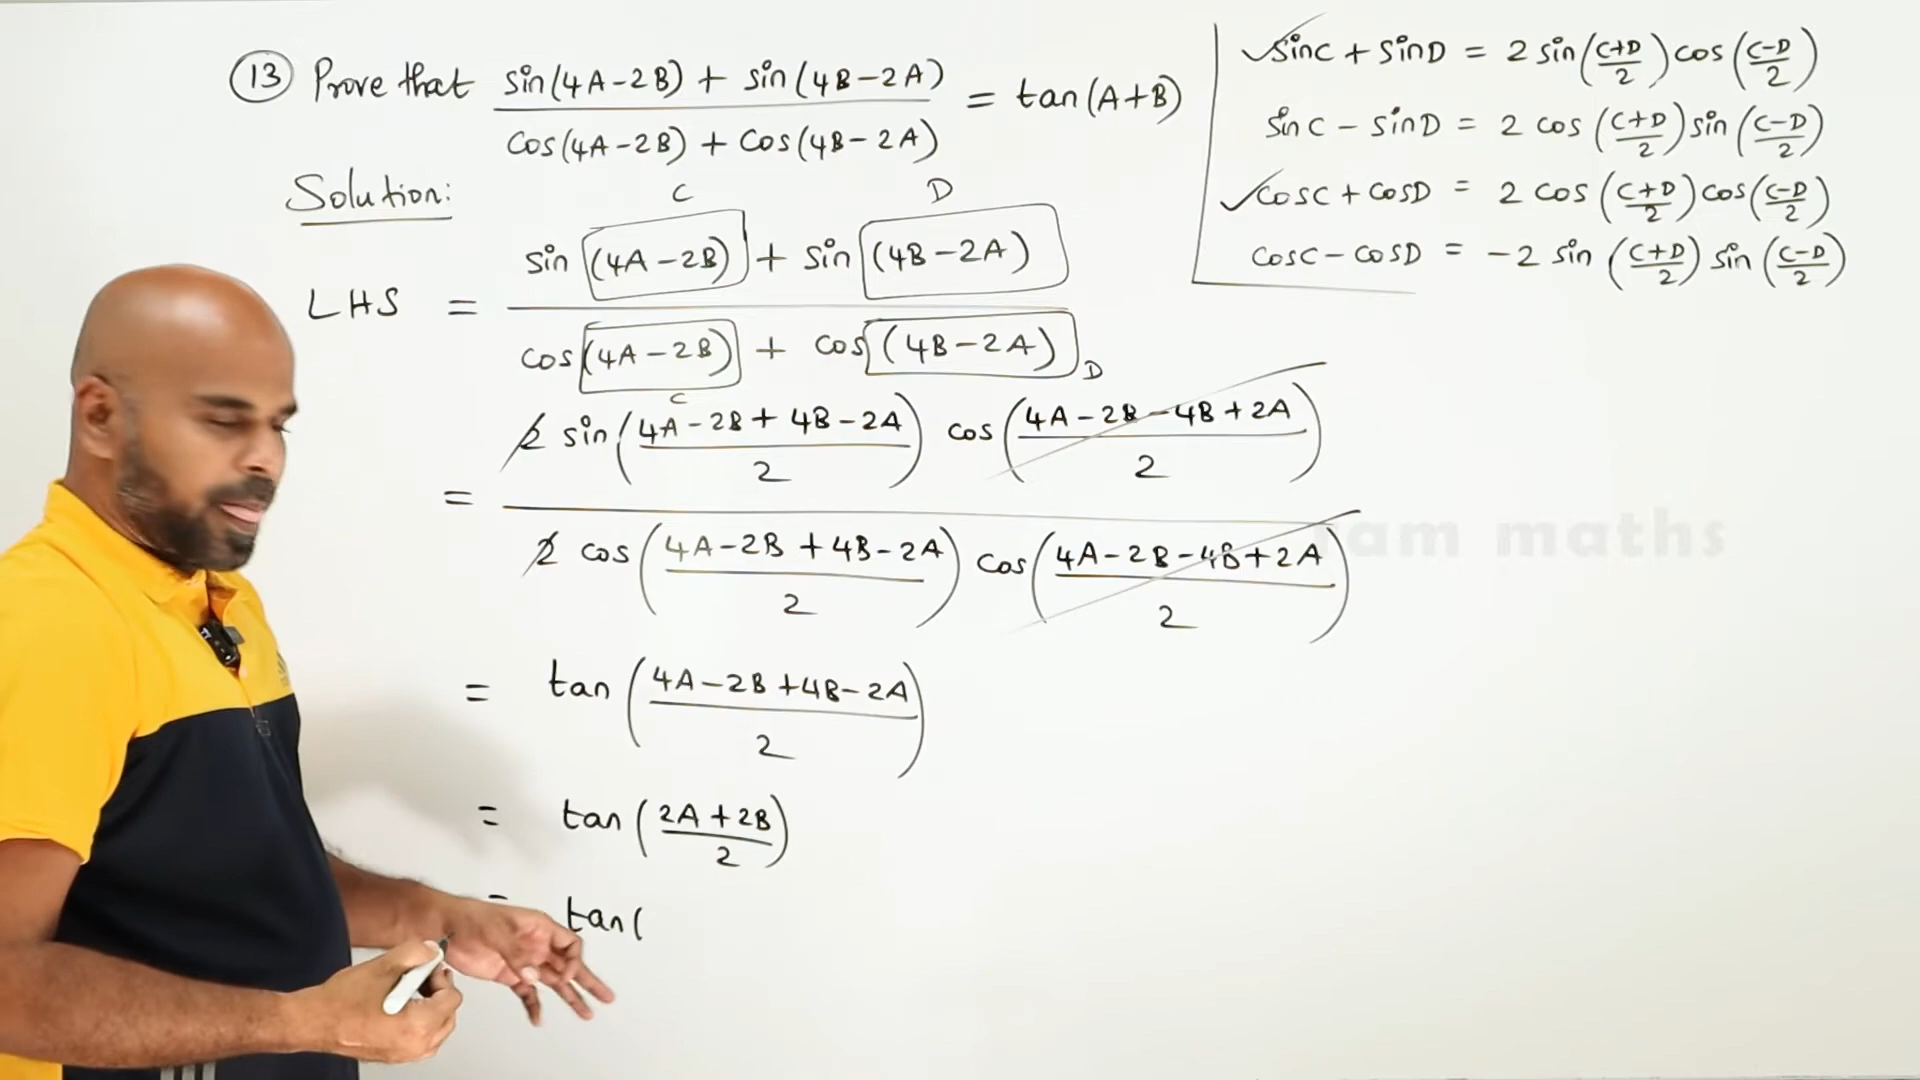 13 Prove that sin(4A-2B) + sin(4B-2A) / cos(4A-2B) + cos(4B-2A) = tan(A+B)
sinC + sinD = 2 sin(C+D/2) cos(C-D/2)
sinC - sinD = 2 cos(C+D/2) sin(C-D/2)
cosC + cosD = 2 cos(C+D/2) cos(C-D/2)
cosC - cosD = -2 sin(C+D/2) sin(C-D/2)
Solution:
C D
LHS = sin(4A-2B) + sin(4B-2A) / cos(4A-2B) + cos(4B-2A)
C D
= 2 sin(4A-2B+4B-2A/2) cos(4A-2B-4B+2A/2) / 2 cos(4A-2B+4B-2A/2) cos(4A-2B-4B+2A/2)
= tan(4A-2B+4B-2A/2)
= tan(2A+2B/2)
= tan(
ram maths